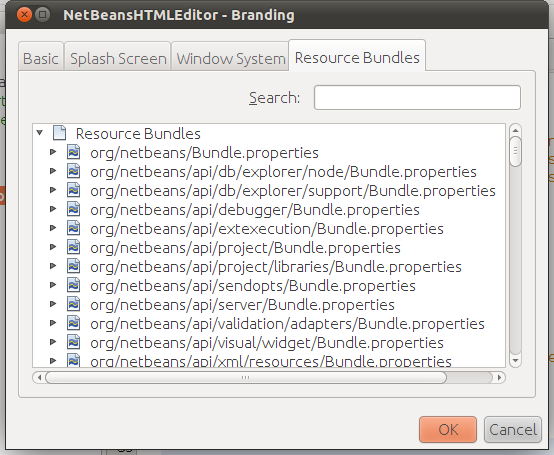 NetBeansHTMLEditor - Branding
Basic Splash Screen Window System Resource Bundles
Search:
Resource Bundles
org/netbeans/Bundle.properties
org/netbeans/api/db/explorer/node/Bundle.properties
org/netbeans/api/db/explorer/support/Bundle.properties
org/netbeans/api/debugger/Bundle.properties
org/netbeans/api/extexecution/Bundle.properties
org/netbeans/api/project/Bundle.properties
org/netbeans/api/project/libraries/Bundle.properties
org/netbeans/api/sendopts/Bundle.properties
org/netbeans/api/server/Bundle.properties
org/netbeans/api/validation/adapters/Bundle.properties
org/netbeans/api/visual/widget/Bundle.properties
org/netbeans/api/xml/resources/Bundle.properties
OK Cancel